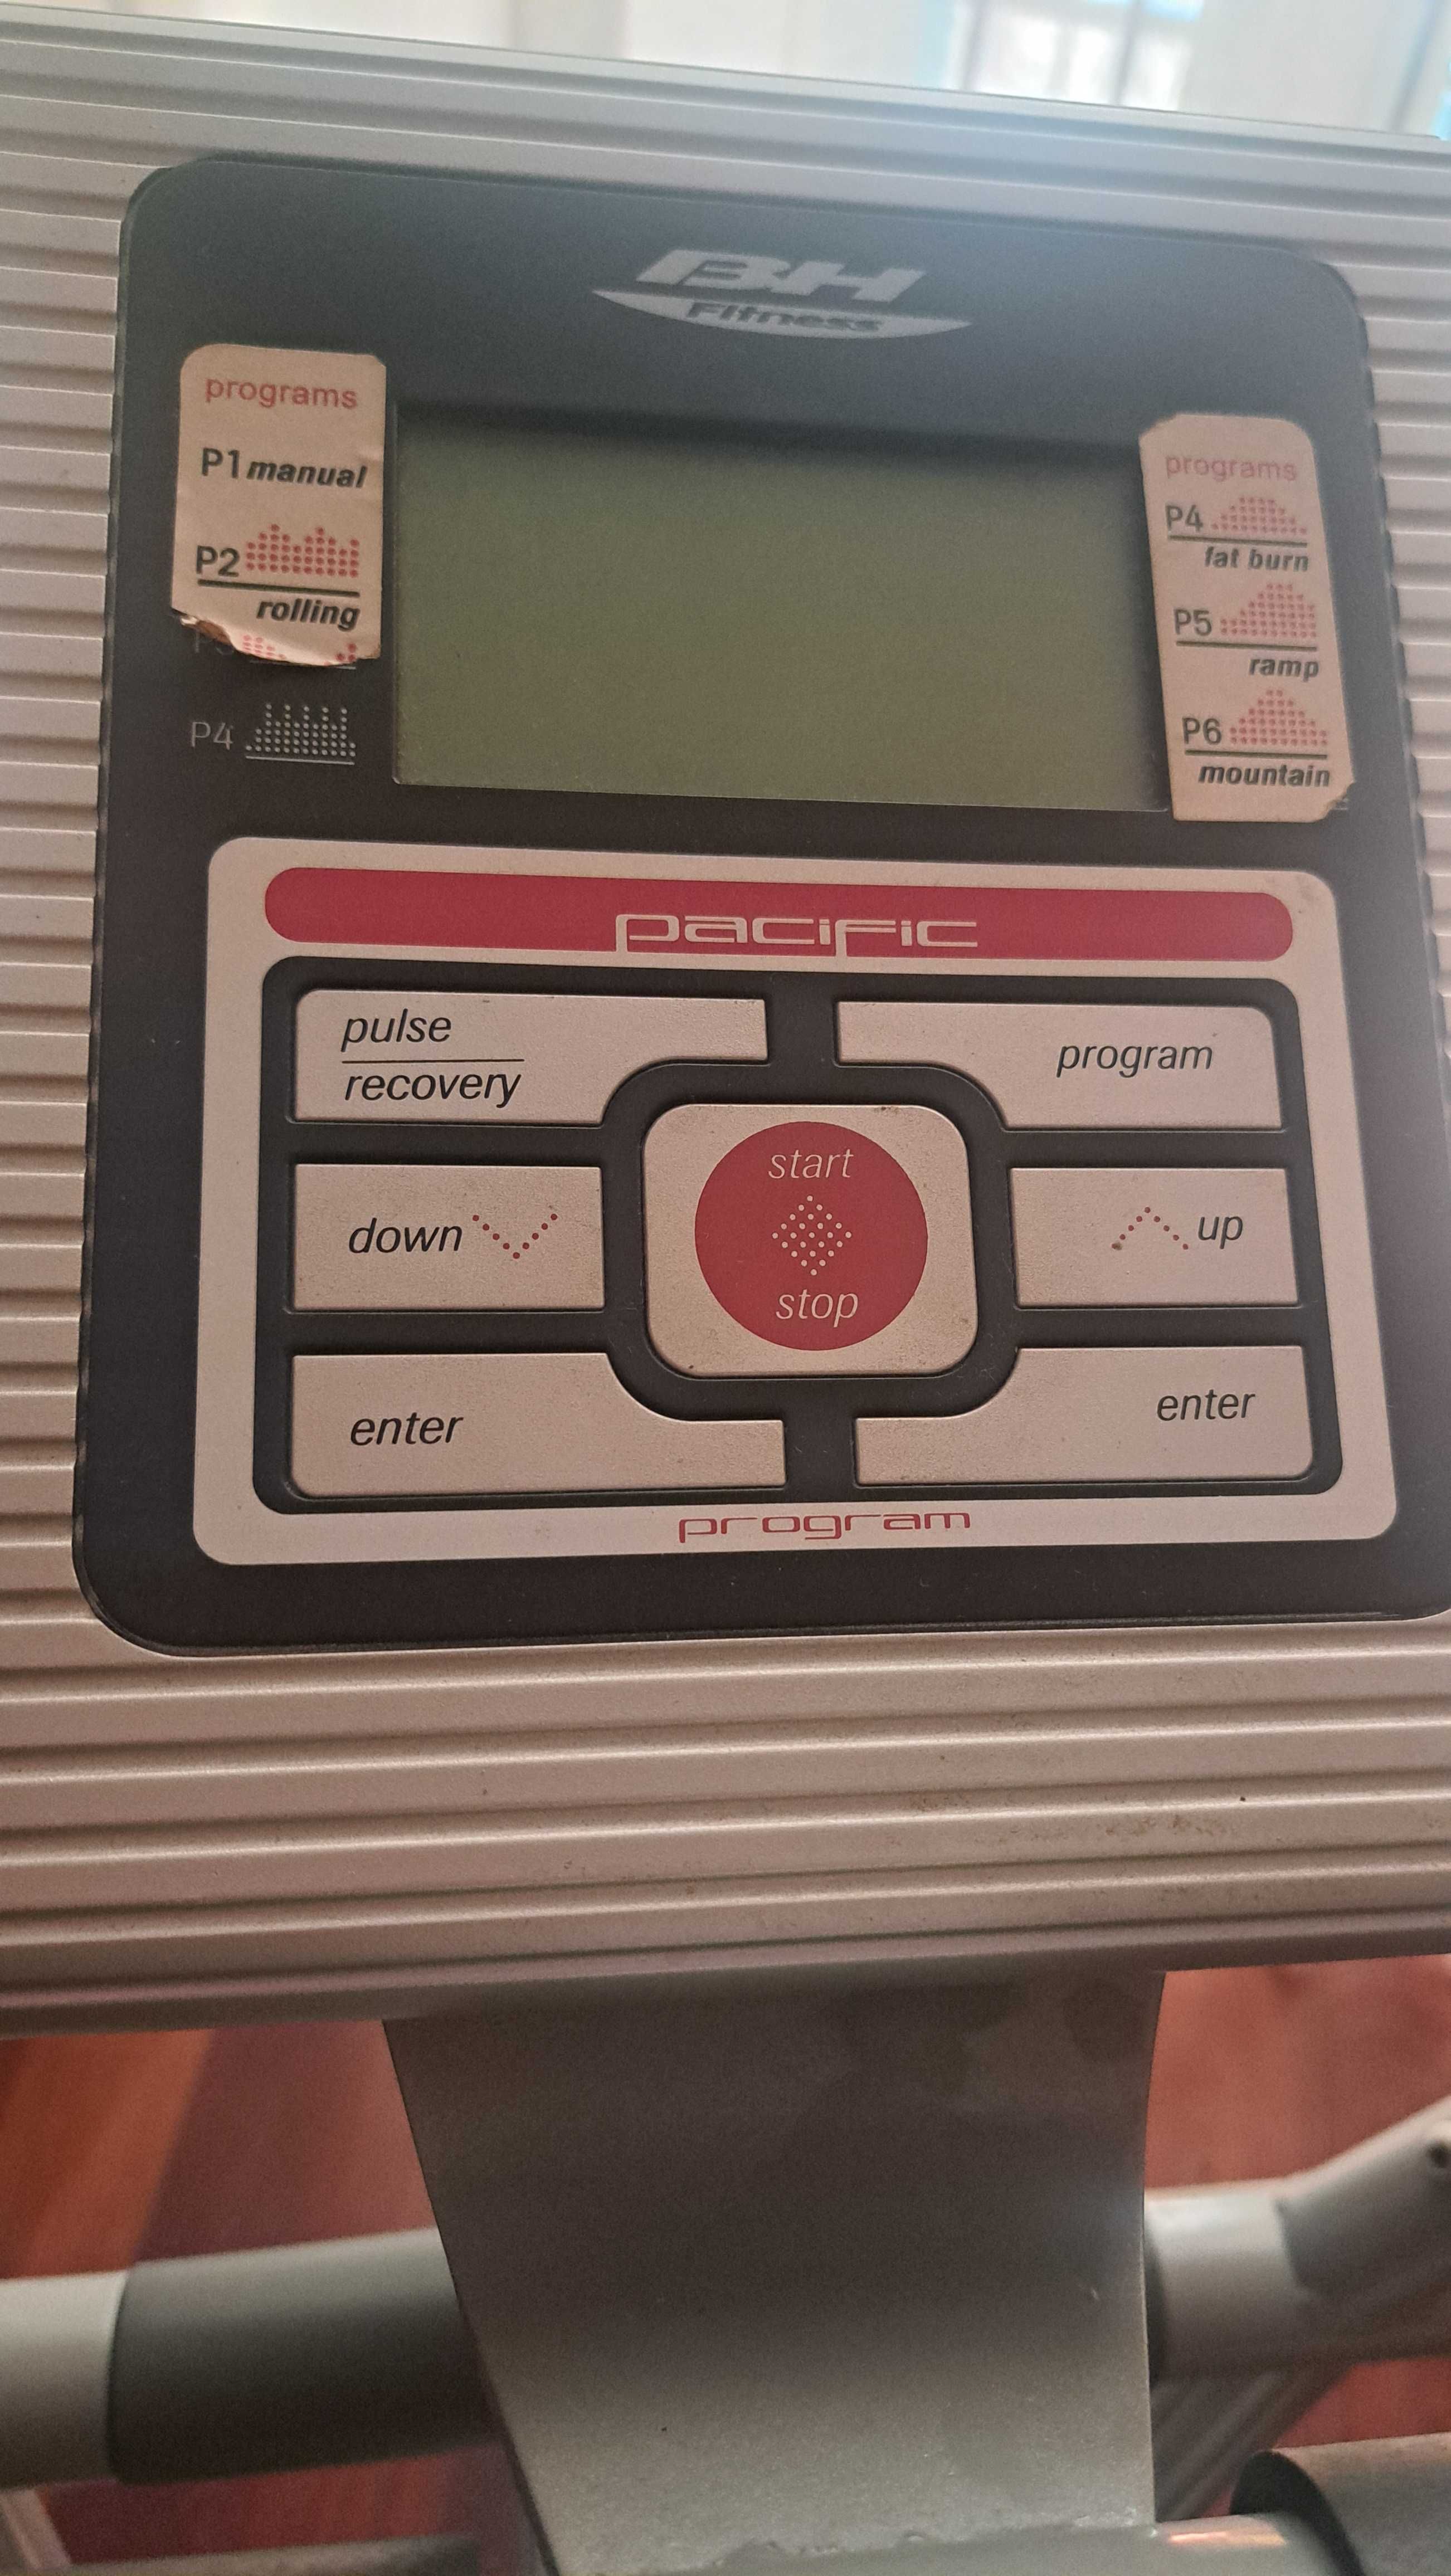 BH
Fitness
programs
P1 manual
P2
rolling
P3
P4
programs
P4
fat burn
P5
ramp
P6
mountain
pacific
pulse
recovery
program
start
down
up
stop
enter
enter
program